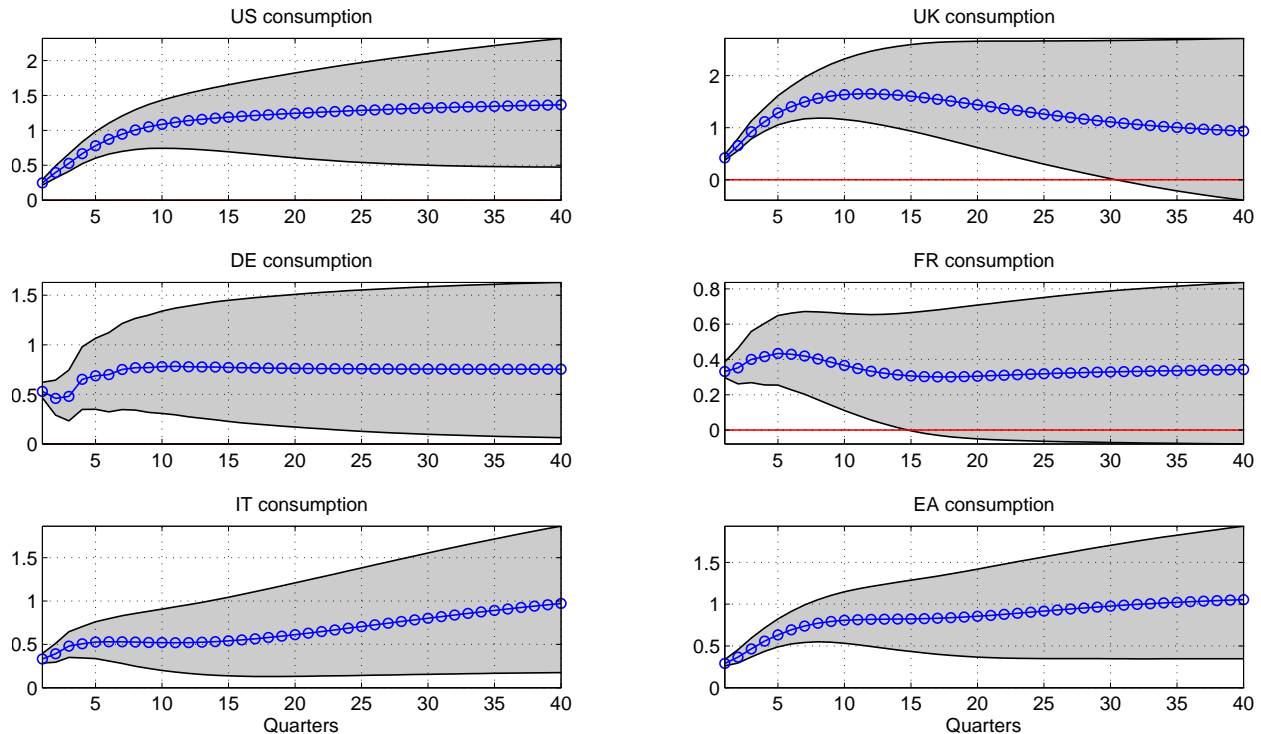 US consumption
2
1.5
1
0.5
0
5 10 15 20 25 30 35 40
UK consumption
2
1
0
5 10 15 20 25 30 35 40
DE consumption
1.5
1
0.5
0
5 10 15 20 25 30 35 40
FR consumption
0.8
0.6
0.4
0.2
0
5 10 15 20 25 30 35 40
IT consumption
1.5
1
0.5
0
5 10 15 20 25 30 35 40
Quarters
EA consumption
1.5
1
0.5
0
5 10 15 20 25 30 35 40
Quarters